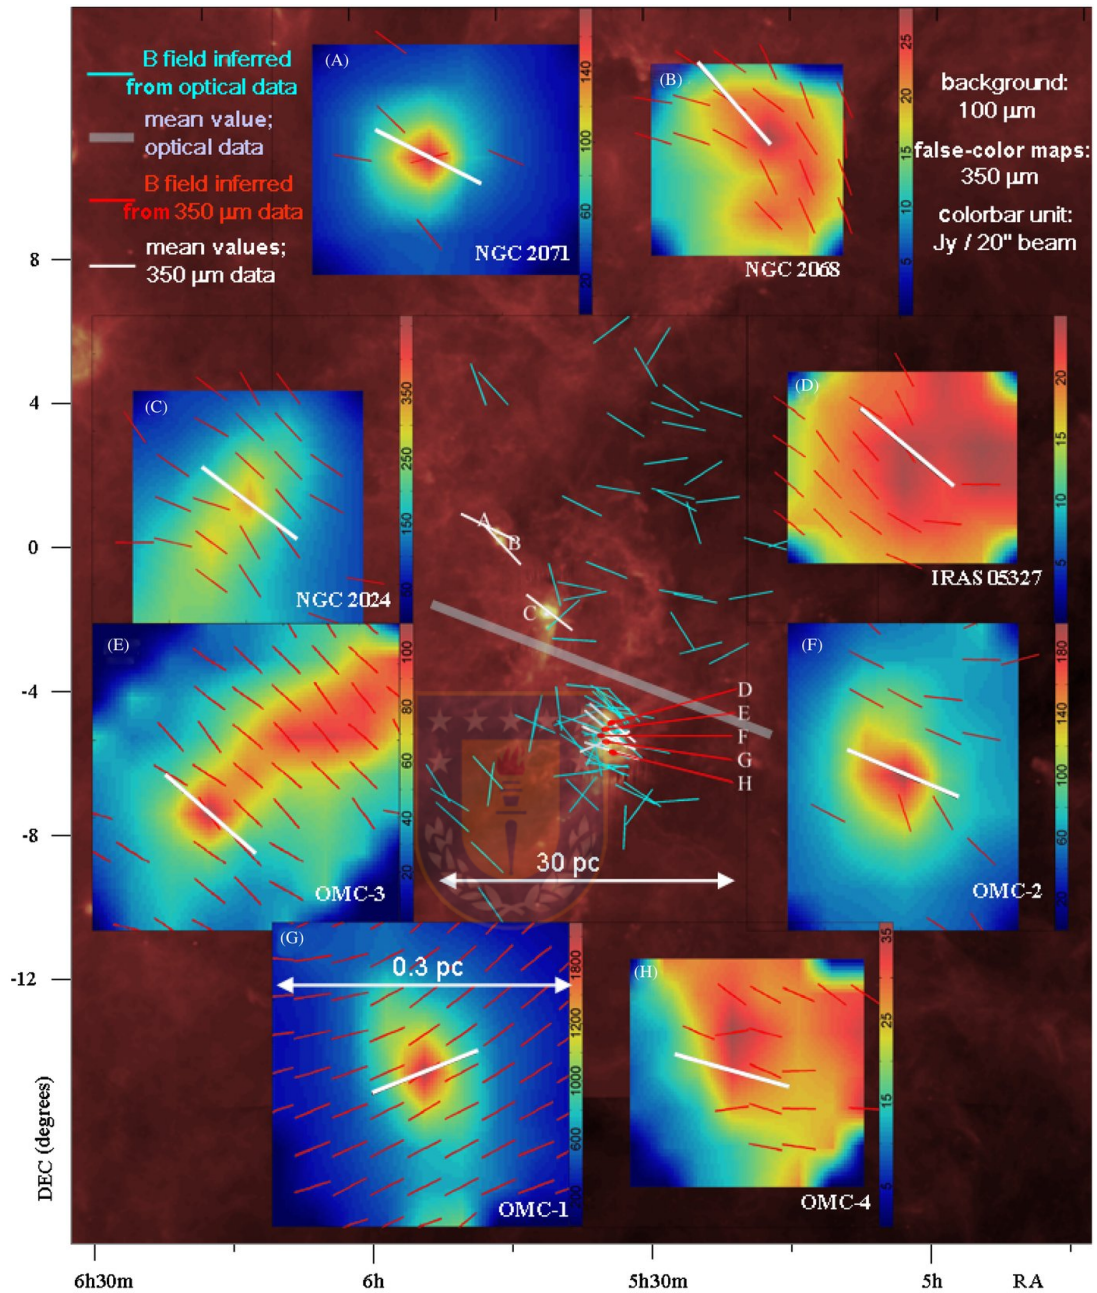 B field inferred
from optical data
mean value;
optical data
B field inferred
from 350 μm data
mean values;
350 μm data
(A)
NGC 2071
140
100
60
20
(B)
NGC 2068
25
20
15
10
5
background:
100 μm
false-color maps:
350 μm
colorbar unit:
Jy / 20" beam
8
4
0
-4
-8
-12
DEC (degrees)
(C)
NGC 2024
350
250
150
50
(D)
IRAS 05327
20
15
10
5
A
B
C
D
E
F
G
H
30 pc
(E)
OMC-3
100
80
60
40
20
(F)
OMC-2
180
140
100
60
20
(G)
0.3 pc
OMC-1
1800
1200
1000
600
200
(H)
OMC-4
35
25
15
5
6h30m
6h
5h30m
5h
RA